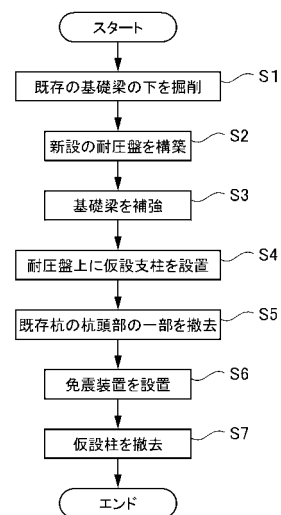 スタート
既存の基礎梁の下を掘削
S1
新設の耐圧盤を構築
S2
基礎梁を補強
S3
耐圧盤上に仮設支柱を設置
S4
既存杭の杭頭部の一部を撤去
S5
免震装置を設置
S6
仮設柱を撤去
S7
エンド